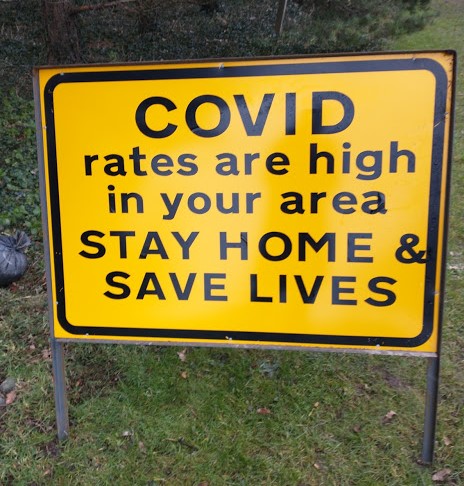 COVID
rates are high
in your area
STAY HOME &
SAVE LIVES